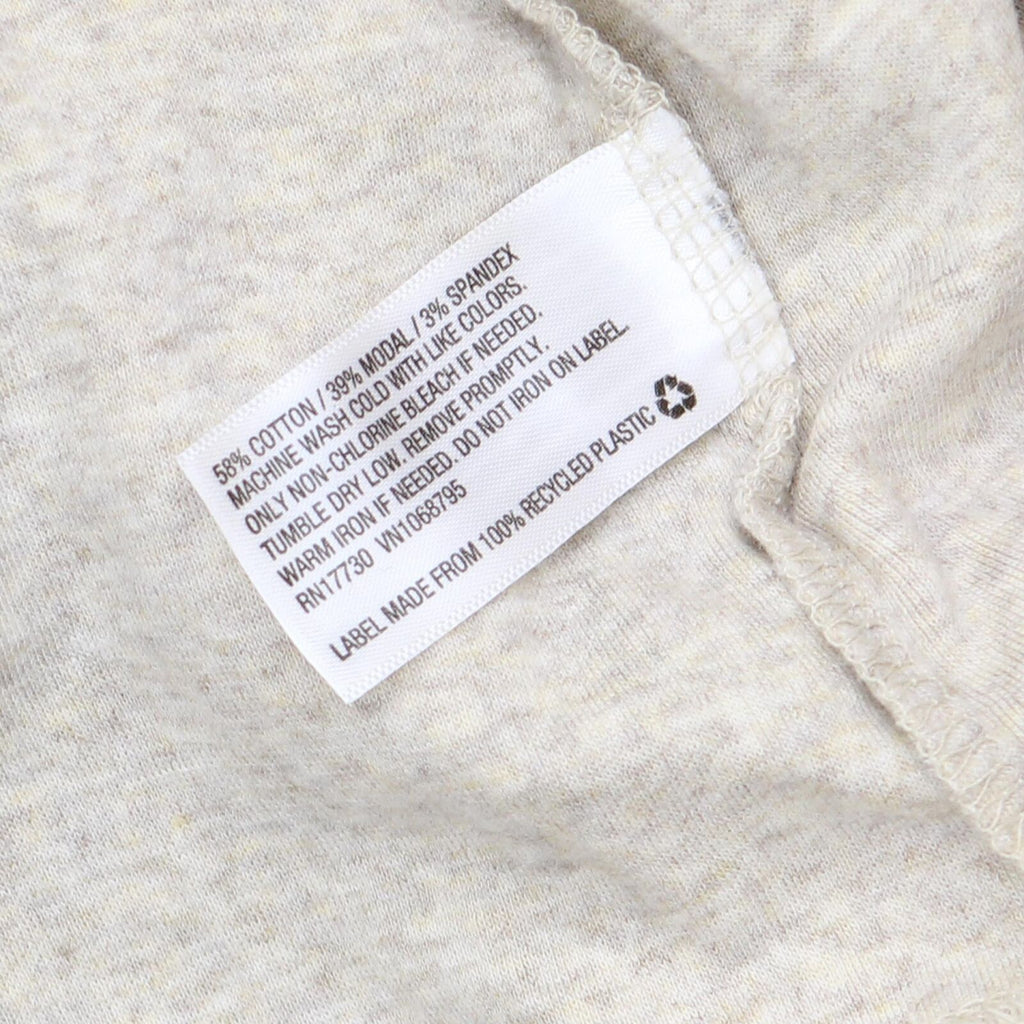 58% COTTON / 39% MODAL / 3% SPANDEX
MACHINE WASH COLD WITH LIKE COLORS.
ONLY NON-CHLORINE BLEACH IF NEEDED.
TUMBLE DRY LOW. REMOVE PROMPTLY.
WARM IRON IF NEEDED. DO NOT IRON ON LABEL.
RN17730 VN1068795
LABEL MADE FROM 100% RECYCLED PLASTIC